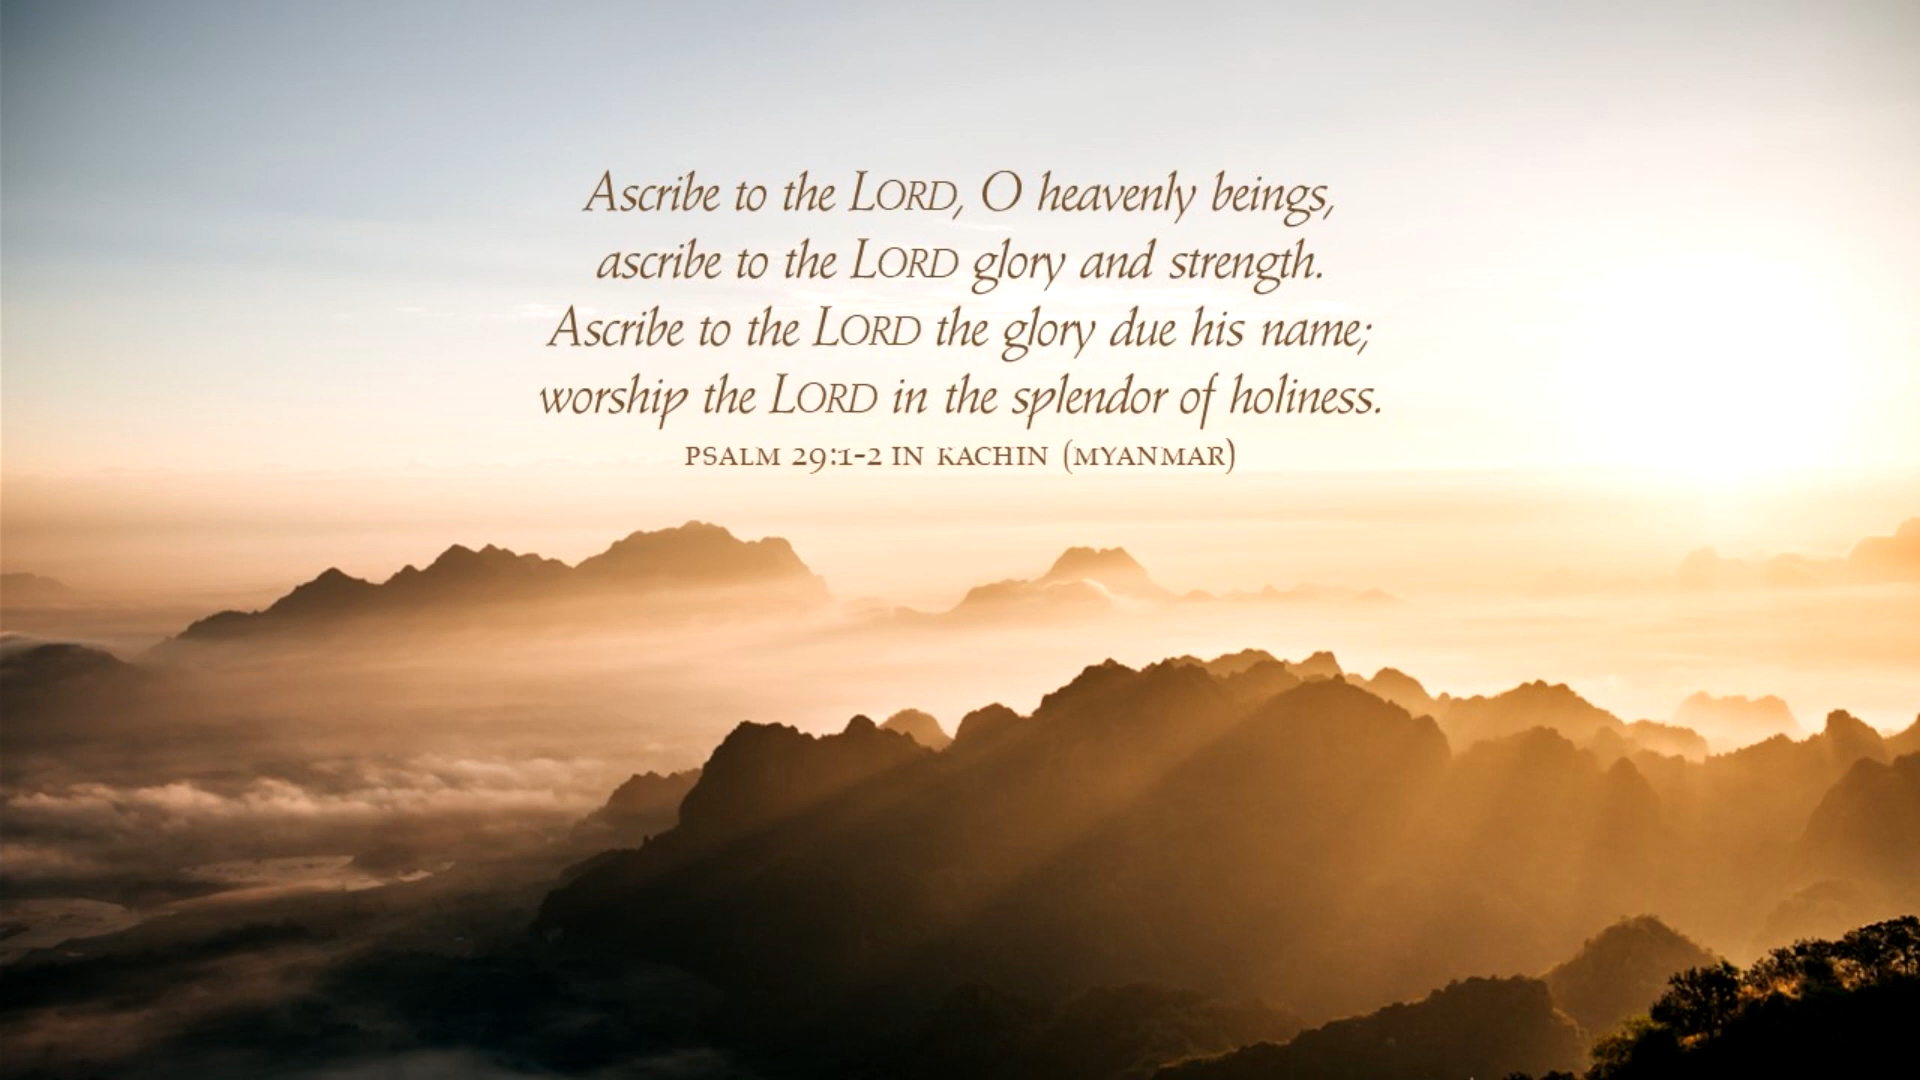 Ascribe to the LORD, O heavenly beings,
ascribe to the LORD glory and strength.
Ascribe to the LORD the glory due his name;
worship the LORD in the splendor of holiness.
PSALM 29:1-2 IN KACHIN (MYANMAR)